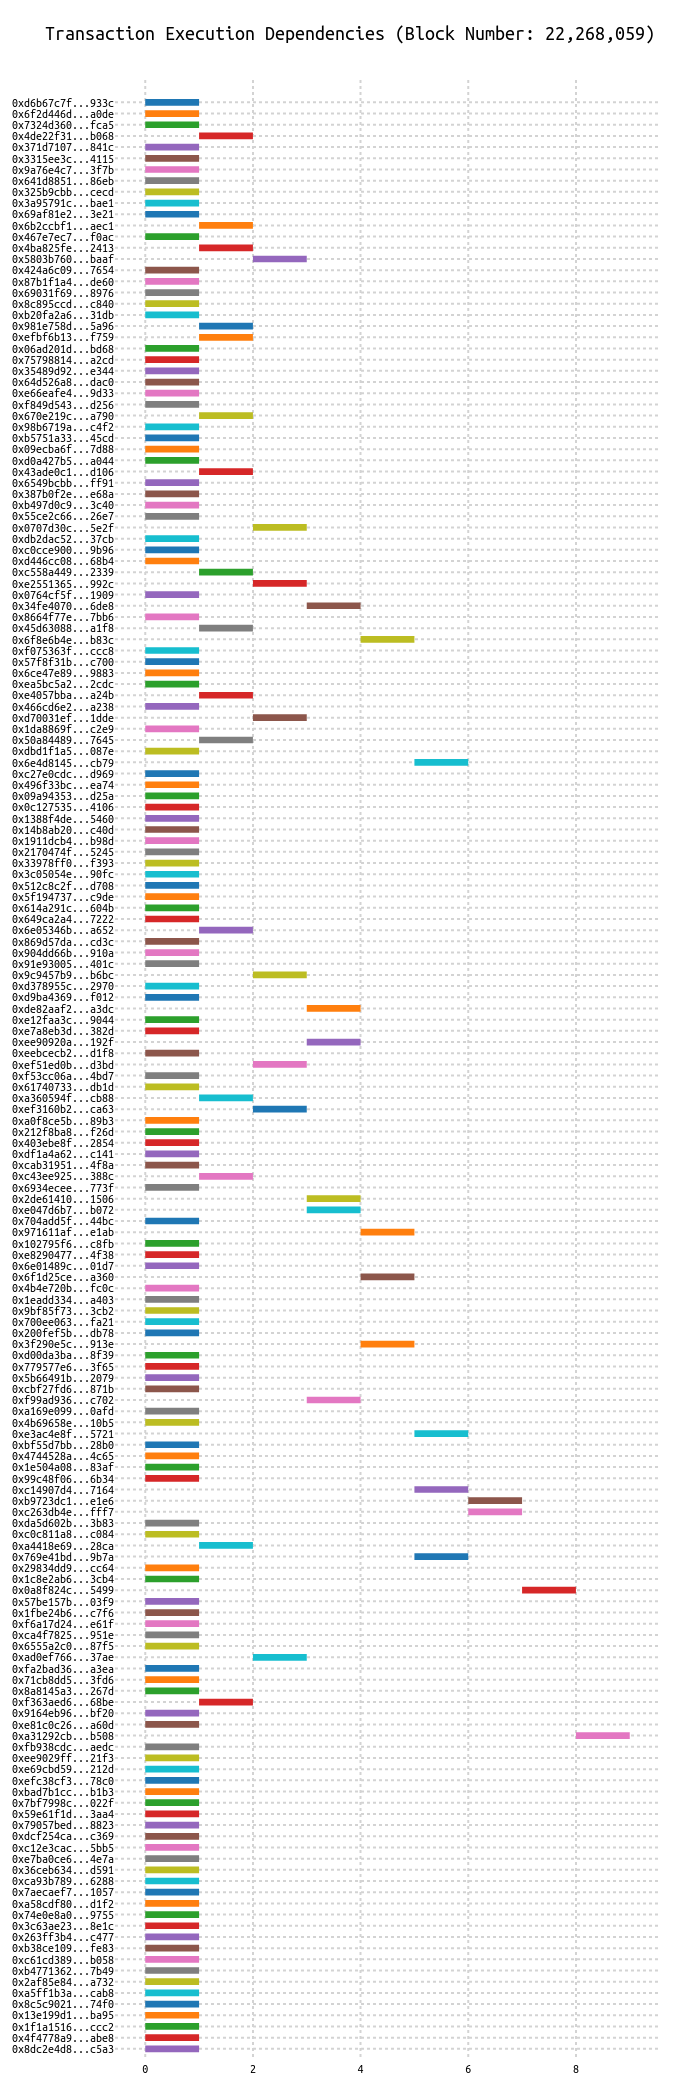 Transaction Execution Dependencies (Block Number: 22,268,059)
0xd6b67c7f...933c
0x6f2d446d...a0de
0x7324d360...fca5
0x4de22f31...b068
0x371d7107...841c
0x3315ee3c...4115
0x9a76e4c7...3f7b
0x641d8851...86eb
0x325b9cbb...cecd
0x3a95791c...bae1
0x69af81e2...3e21
0x6b2ccbf1...aec1
0x467e7ec7...f0ac
0x4ba825fe...2413
0x5803b760...baaf
0x424a6c09...7654
0x87b1f1a4...de60
0x69031f69...8976
0x8c895ccd...c840
0xb20fa2a6...31db
0x981e758d...5a96
0xefbf6b13...f759
0x06ad201d...bd68
0x75798814...a2cd
0x35489d92...e344
0x64d526a8...dac0
0xe66eafe4...9d33
0xf849d543...d256
0x670e219c...a790
0x98b6719a...c4f2
0xb5751a33...45cd
0x09ecba6f...7d88
0xd0a427b5...a044
0x43ade0c1...d106
0x6549bcbb...ff91
0x387b0f2e...e68a
0xb497d0c9...3c40
0x55ce2c66...26e7
0x0707d30c...5e2f
0xdb2dac52...37cb
0xc0cce900...9b96
0xd446cc08...68b4
0xc558a449...2339
0xe2551365...992c
0x0764cf5f...1909
0x34fe4070...6de8
0x8664f77e...7bb6
0x45d63088...a1f8
0x6f8e6b4e...b83c
0xf075363f...ccc8
0x57f8f31b...c700
0x6ce47e89...9883
0xea5bc5a2...2cdc
0xe4057bba...a24b
0x466cd6e2...a238
0xd70031ef...1dde
0x1da8869f...c2e9
0x50a84489...7645
0xdbd1f1a5...087e
0x6e4d8145...cb79
0xc27e0cdc...d969
0x496f33bc...ea74
0x09a94353...d25a
0x0c127535...4106
0x1388f4de...5460
0x14b8ab20...c40d
0x1911dcb4...b98d
0x2170474f...5245
0x33978ff0...f393
0x3c05054e...90fc
0x512c8c2f...d708
0x5f194737...c9de
0x614a291c...604b
0x649ca2a4...7222
0x6e05346b...a652
0x869d57da...cd3c
0x904dd66b...910a
0x91e93005...401c
0x9c9457b9...b6bc
0xd378955c...2970
0xd9ba4369...f012
0xde82aaf2...a3dc
0xe12faa3c...9044
0xe7a8eb3d...382d
0xee90920a...192f
0xeebcecb2...d1f8
0xef51ed0b...d3bd
0xf53cc06a...4bd7
0x61740733...db1d
0xa360594f...cb88
0xef3160b2...ca63
0xa0f8ce5b...89b3
0x212f8ba8...f26d
0x403ebe8f...2854
0xdf1a4a62...c141
0xcab31951...4f8a
0xc43ee925...388c
0x6934ecee...773f
0x2de61410...1506
0xe047d6b7...b072
0x704add5f...44bc
0x971611af...e1ab
0x102795f6...c8fb
0xe8290477...4f38
0x6e01489c...01d7
0x6f1d25ce...a360
0x4b4e720b...fc0c
0x1eadd334...a403
0x9bf85f73...3cb2
0x700ee063...fa21
0x200fef5b...db78
0x3f290e5c...913e
0xd00da3ba...8f39
0x779577e6...3f65
0x5b66491b...2079
0xcbf27fd6...871b
0xf99ad936...c702
0xa169e099...0afd
0x4b69658e...10b5
0xe3ac4e8f...5721
0xbf55d7bb...28b0
0x4744528a...4c65
0x1e504a08...83af
0x99c48f06...6b34
0xc14907d4...7164
0xb9723dc1...e1e6
0xc263db4e...fff7
0xda5d602b...3b83
0xc0c811a8...c084
0xa4418e69...28ca
0x769e41bd...9b7a
0x29834dd9...cc64
0x1c8e2ab6...3cb4
0x0a8f824c...5499
0x57be157b...03f9
0x1fbe24b6...c7f6
0xf6a17d24...e61f
0xca4f7825...951e
0x6555a2c0...87f5
0xad0ef766...37ae
0xfa2bad36...a3ea
0x71cb8dd5...3fd6
0x8a8145a3...267d
0xf363aed6...68be
0x9164eb96...bf20
0xe81c0c26...a60d
0xa31292cb...b508
0xfb938cdc...aedc
0xee9029ff...21f3
0xe69cbd59...212d
0xefc38cf3...78c0
0xbad7b1cc...b1b3
0x7bf7998c...022f
0x59e61f1d...3aa4
0x79057bed...8823
0xdcf254ca...c369
0xc12e3cac...5bb5
0xe7ba0ce6...4e7a
0x36ceb634...d591
0xca93b789...6288
0x7aecaef7...1057
0xa58cdf80...d1f2
0x74e0e8a0...9755
0x3c63ae23...8e1c
0x263ff3b4...c477
0xb38ce109...fe83
0xc61cd389...b058
0xb4771362...7b49
0x2af85e84...a732
0xa5ff1b3a...cab8
0x8c5c9021...74f0
0x13e199d1...ba95
0x1f1a1516...ccc2
0x4f4778a9...abe8
0x8dc2e4d8...c5a3
0 2 4 6 8